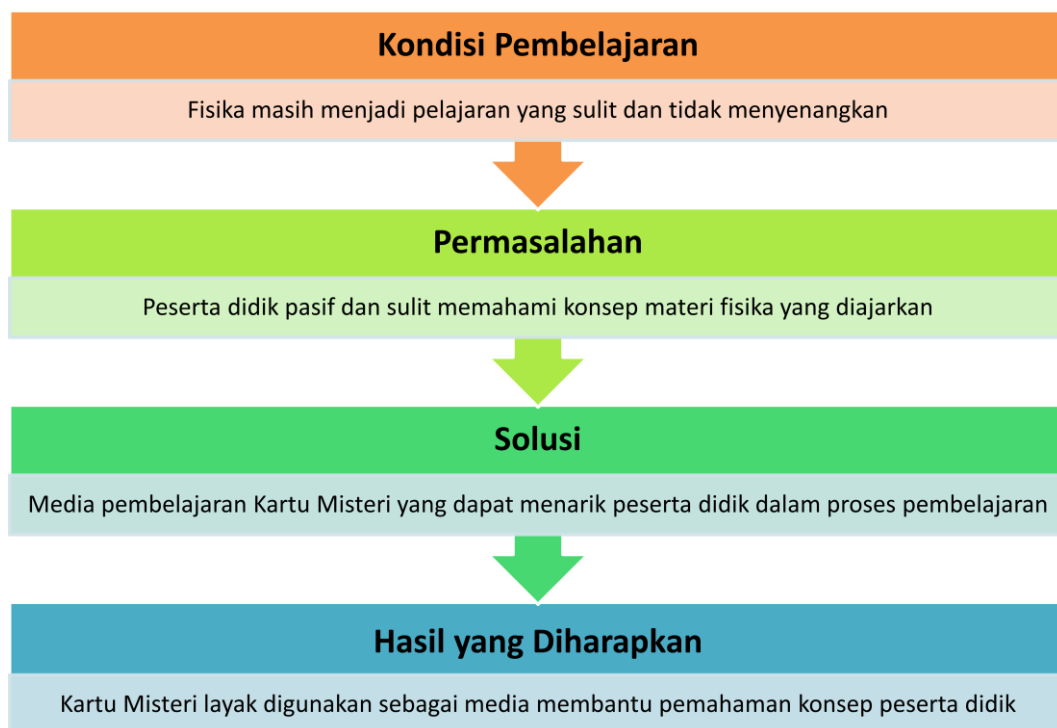 Kondisi Pembelajaran
Fisika masih menjadi pelajaran yang sulit dan tidak menyenangkan
Permasalahan
Peserta didik pasif dan sulit memahami konsep materi fisika yang diajarkan
Solusi
Media pembelajaran Kartu Misteri yang dapat menarik peserta didik dalam proses pembelajaran
Hasil yang Diharapkan
Kartu Misteri layak digunakan sebagai media membantu pemahaman konsep peserta didik